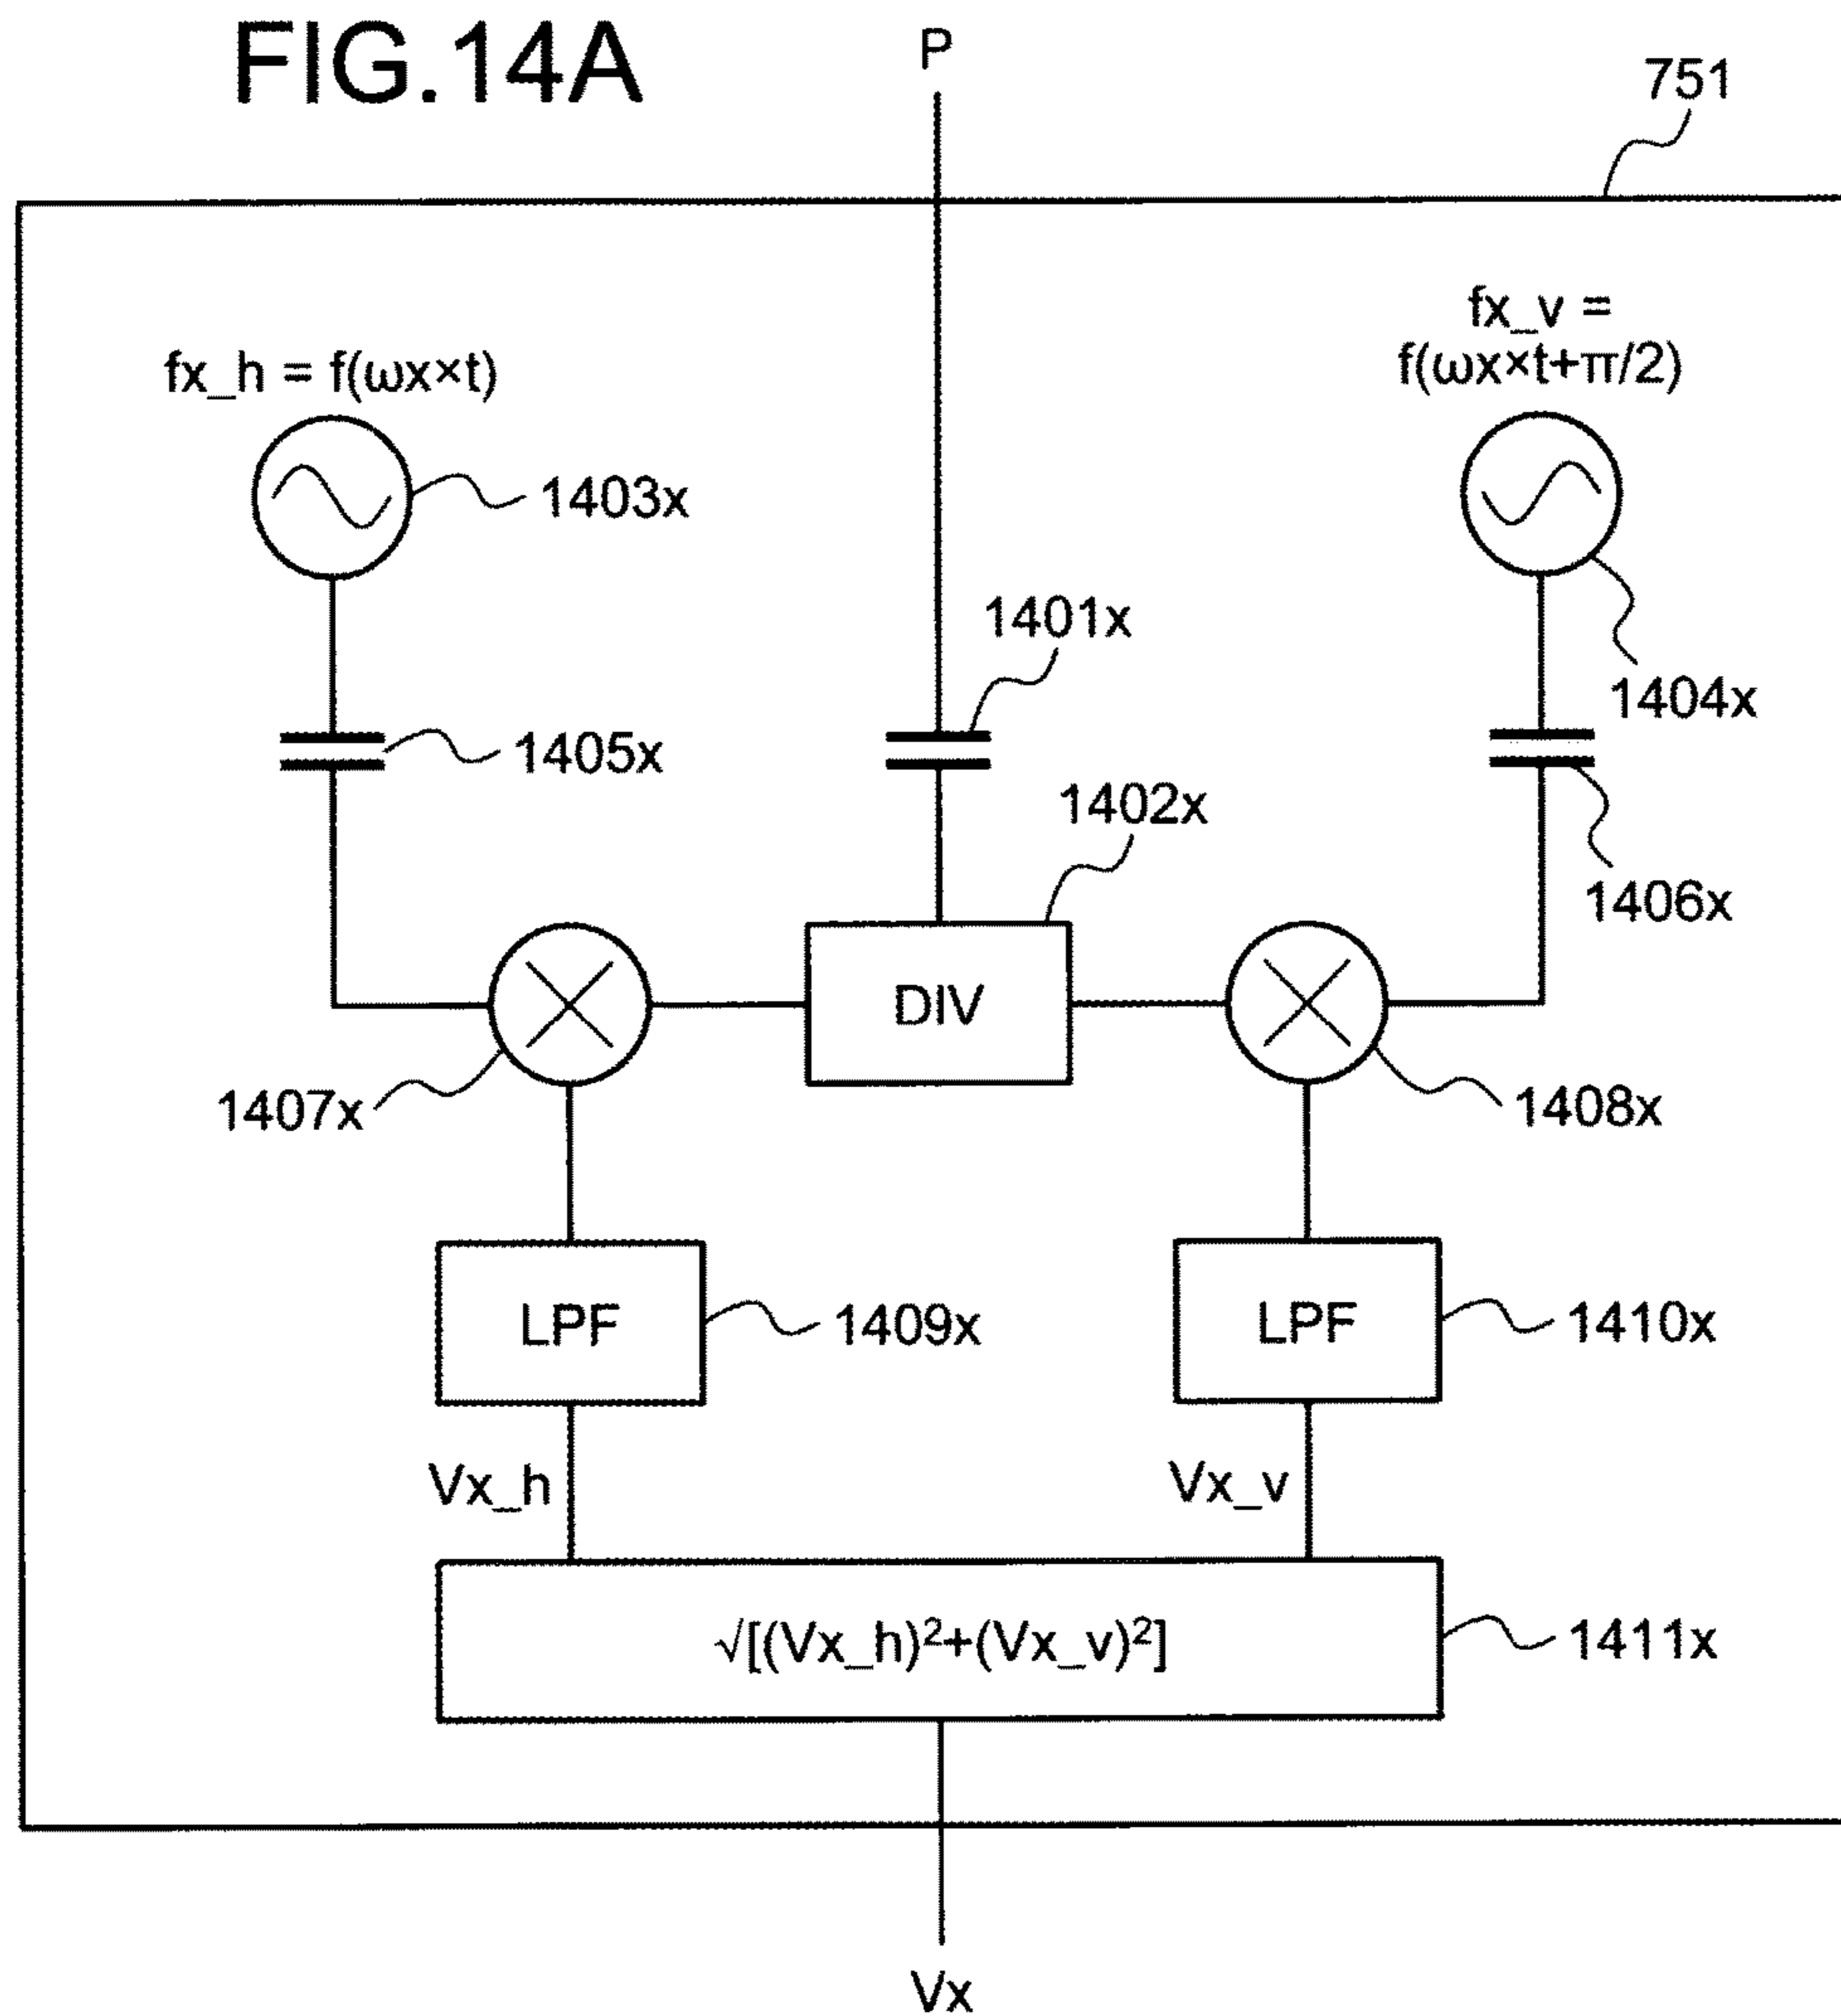 FIG.14A
P
751
fx_h = f(ωx×t)
fx_v =
f(ωx×t+π/2)
1403x
1401x
1404x
1405x
1402x
1406x
DIV
1407x
1408x
LPF
1409x
LPF
1410x
Vx_h
Vx_v
√[(Vx_h)²+(Vx_v)²]
1411x
Vx